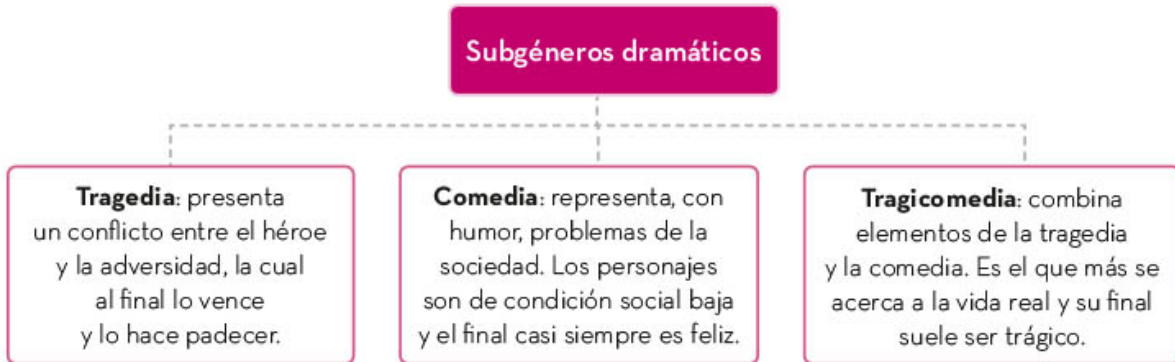 Subgéneros dramáticos
Tragedia: presenta
un conflicto entre el héroe
y la adversidad, la cual
al final lo vence
y lo hace padecer.
Comedia: representa, con
humor, problemas de la
sociedad. Los personajes
son de condición social baja
y el final casi siempre es feliz.
Tragicomedia: combina
elementos de la tragedia
y la comedia. Es el que más se
acerca a la vida real y su final
suele ser trágico.